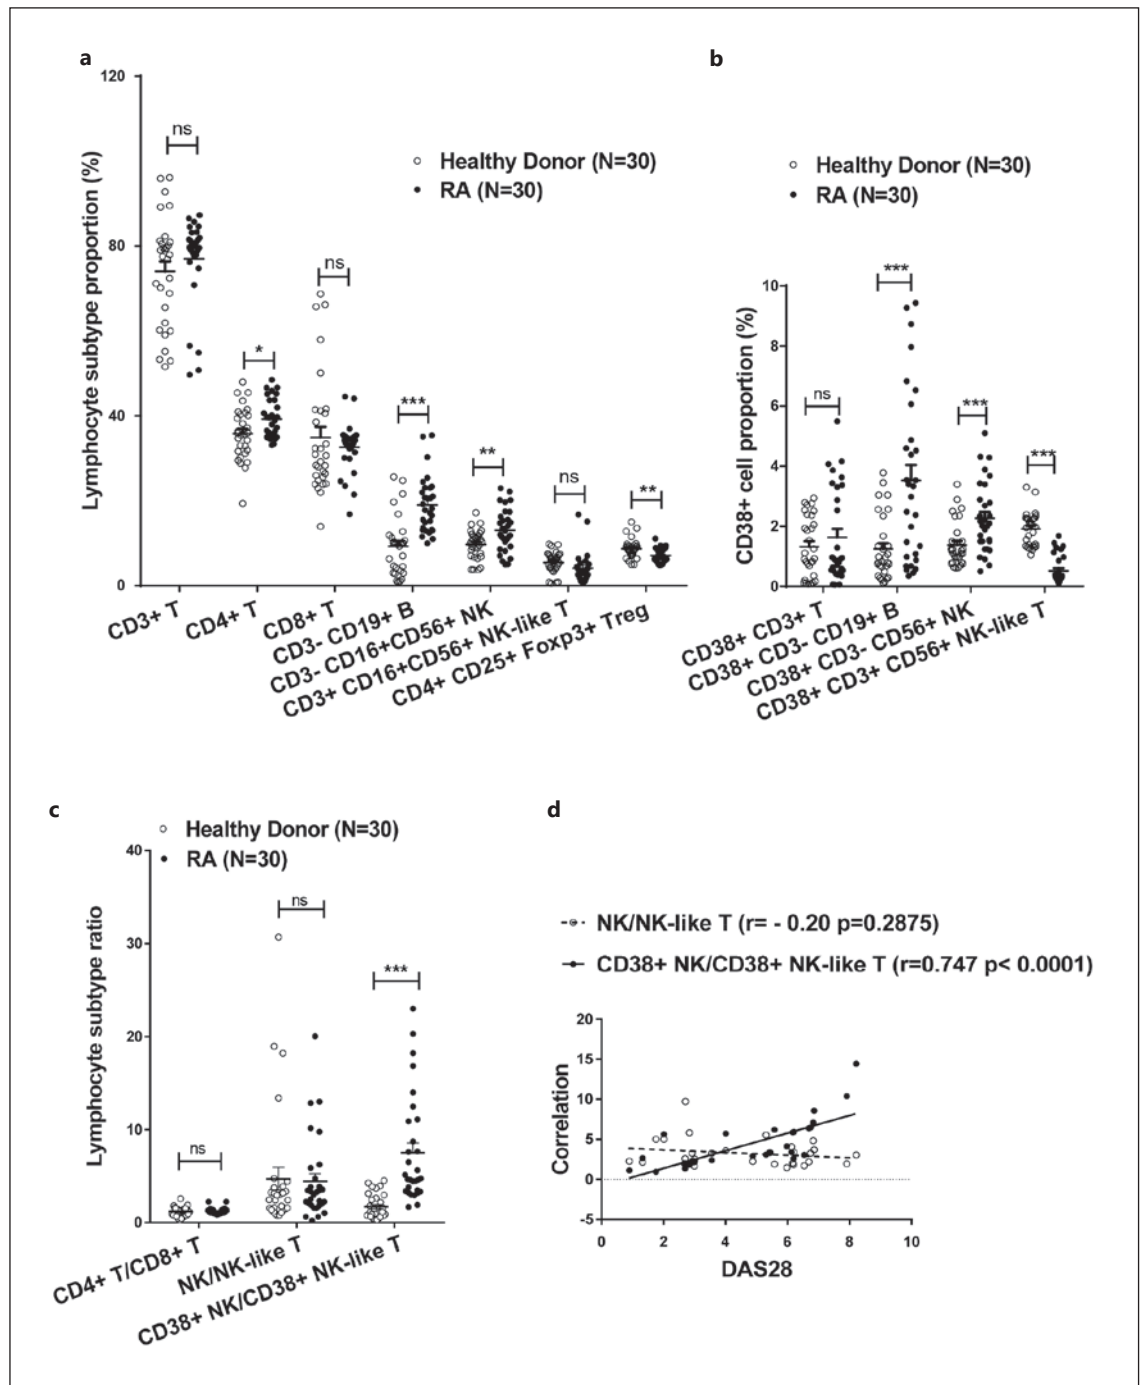 a
Lymphocyte subtype proportion (%)
120
80
40
0
Healthy Donor (N=30)
RA (N=30)
ns
*
ns
***
**
ns
**
CD3+ T
CD4+ T
CD8+ T
CD3- CD19+ B
CD3- CD16+CD56+ NK
CD3+ CD16+CD56+ NK-like T
CD4+ CD25+ Foxp3+ Treg
b
CD38+ cell proportion (%)
10
8
6
4
2
0
Healthy Donor (N=30)
RA (N=30)
ns
***
***
***
CD38+ CD3+ T
CD38+ CD3- CD19+ B
CD38+ CD3- CD56+ NK
CD38+ CD3+ CD56+ NK-like T
c
Healthy Donor (N=30)
RA (N=30)
Lymphocyte subtype ratio
40
30
20
10
0
ns
ns
***
CD4+ T/CD8+ T
NK/NK-like T
CD38+ NK/CD38+ NK-like T
d
NK/NK-like T (r= - 0.20 p=0.2875)
CD38+ NK/CD38+ NK-like T (r=0.747 p< 0.0001)
Correlation
20
15
10
5
0
-5
0 2 4 6 8 10
DAS28